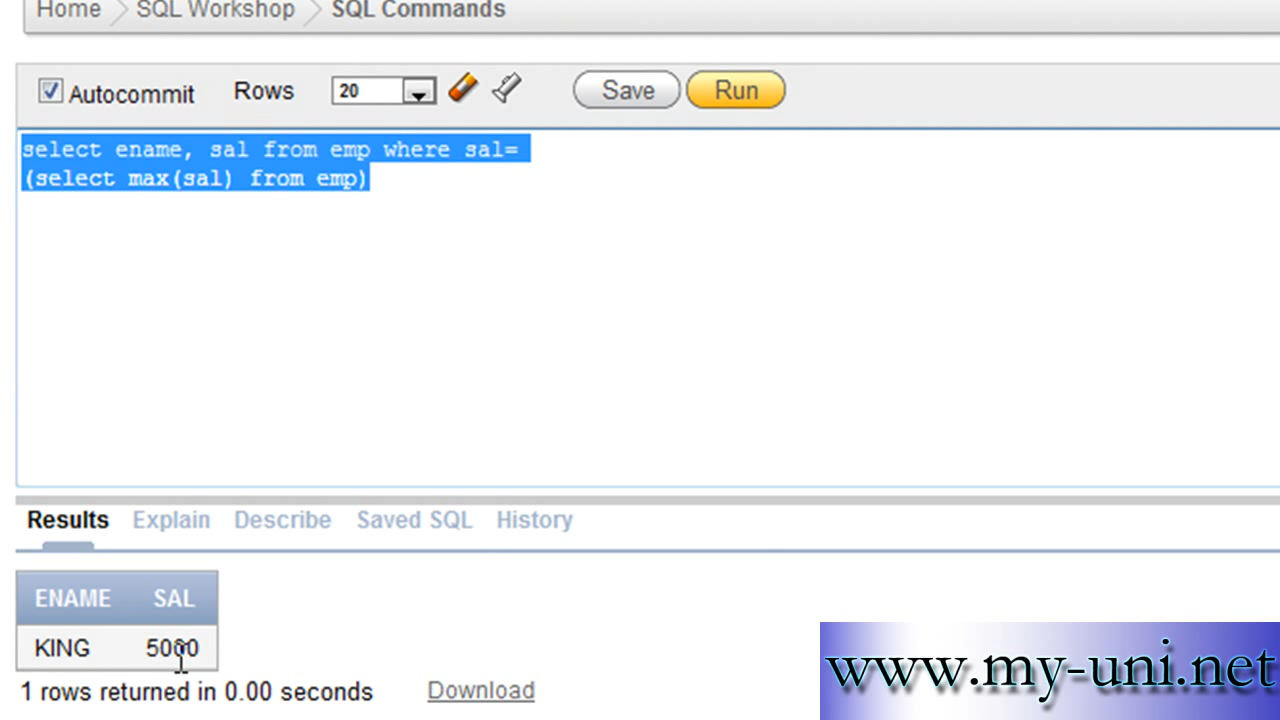 Home SQL Workshop SQL Commands
Autocommit Rows 20 Save Run
select ename, sal from emp where sal=
(select max(sal) from emp)
Results Explain Describe Saved SQL History
ENAME SAL
KING 5000
1 rows returned in 0.00 seconds Download
www.my-uni.net